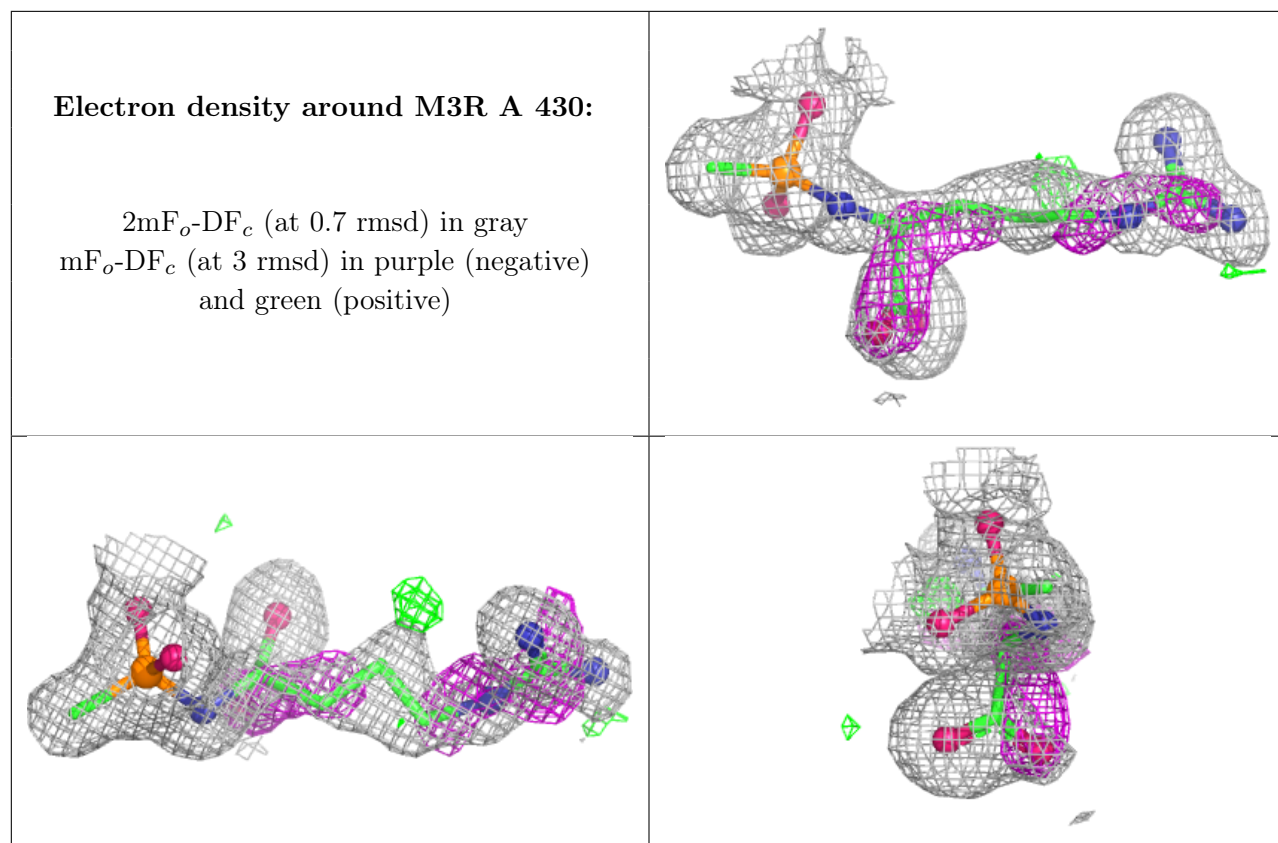 Electron density around M3R A 430:
2mFₒ-DF𝒸 (at 0.7 rmsd) in gray
mFₒ-DF𝒸 (at 3 rmsd) in purple (negative)
and green (positive)